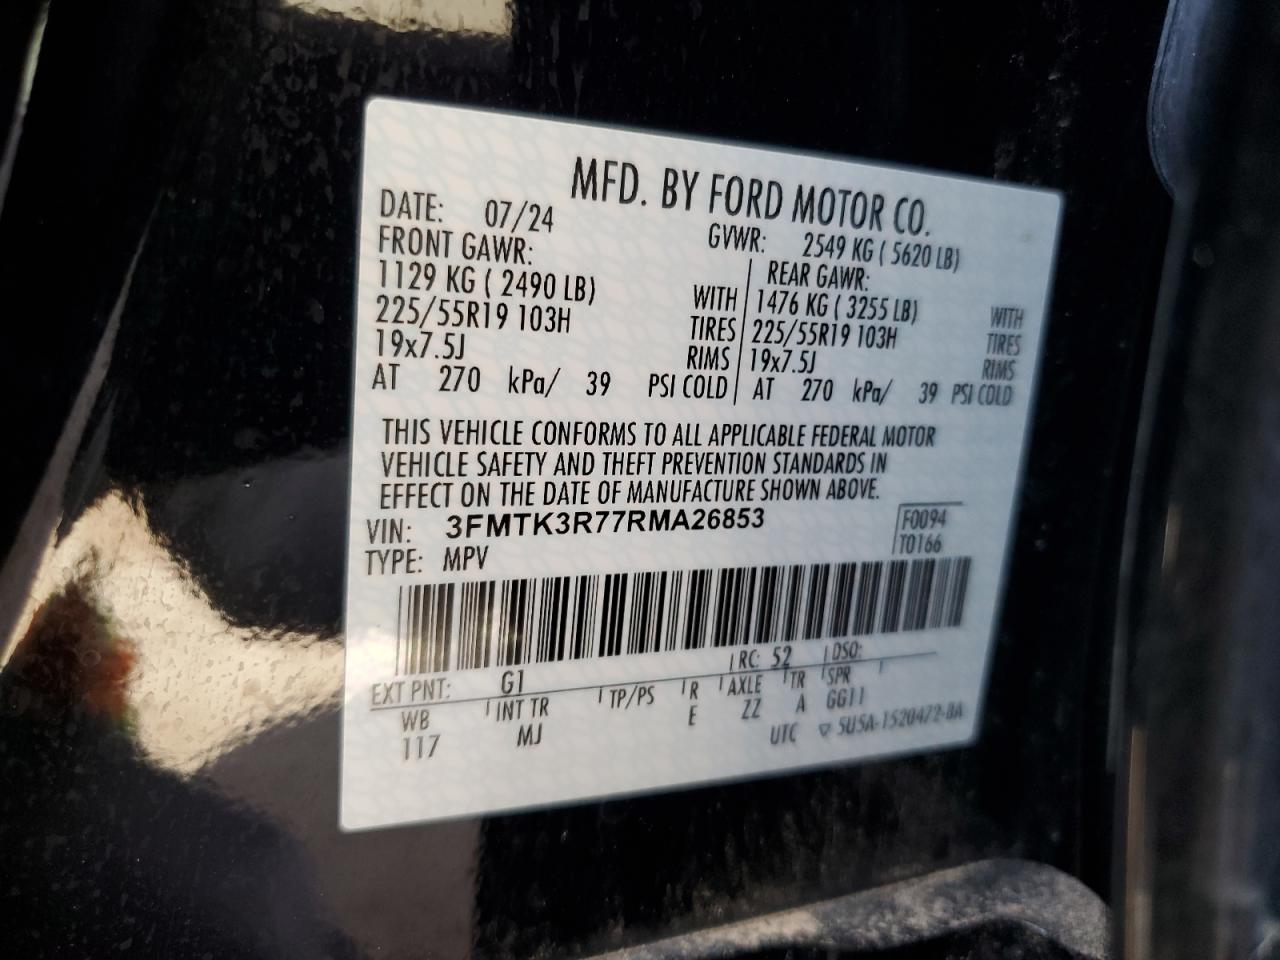 MFD. BY FORD MOTOR CO.
DATE: 07/24 GVWR: 2549 KG ( 5620 LB)
FRONT GAWR: REAR GAWR:
1129 KG ( 2490 LB) WITH 1476 KG ( 3255 LB) WITH
225/55R19 103H TIRES 225/55R19 103H TIRES
19x7.5J RIMS 19x7.5J RIMS
AT 270 kPa/ 39 PSI COLD AT 270 kPa/ 39 PSI COLD
THIS VEHICLE CONFORMS TO ALL APPLICABLE FEDERAL MOTOR
VEHICLE SAFETY AND THEFT PREVENTION STANDARDS IN
EFFECT ON THE DATE OF MANUFACTURE SHOWN ABOVE.
VIN: 3FMTK3R77RMA26853 F0094
TYPE: MPV T0166
EXT PNT: G1 RC: 52 DSO:
WB INT TR TP/PS R AXLE TR SPR
117 MJ E ZZ A GG11
UTC ▽ 5USA-1520472-BA